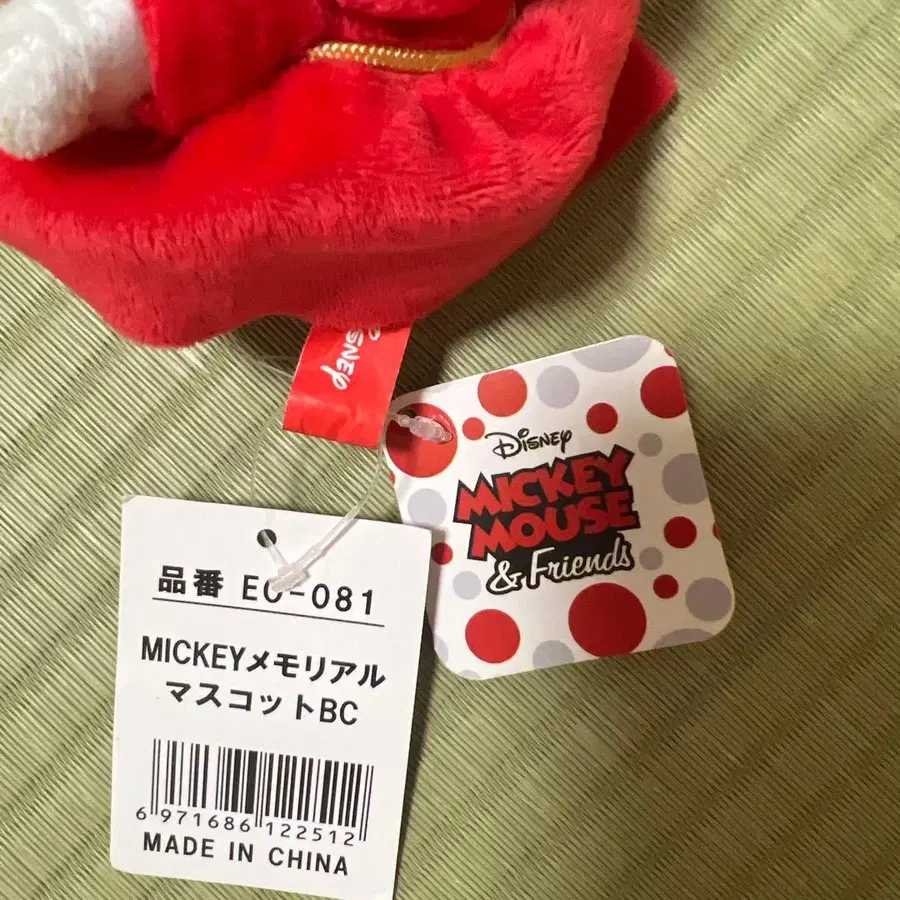 DISNEP
Disney
MICKEY
MOUSE
& Friends
品番 EC-081
MICKEYメモリアル
マスコットBC
6 971686 122512
MADE IN CHINA